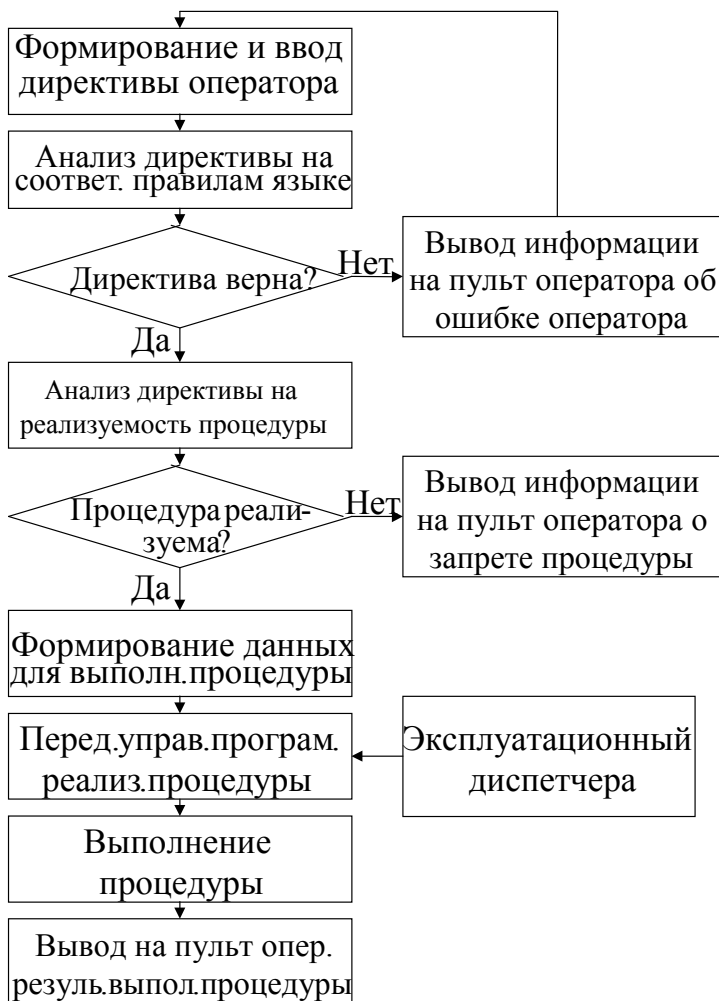 Формирование и ввод
директивы оператора
Анализ директивы на
соответ. правилам языке
Директива верна?
Нет
Вывод информации
на пульт оператора об
ошибке оператора
Да
Анализ директивы на
реализуемость процедуры
Процедура реали-
зуема?
Нет
Вывод информации
на пульт оператора о
запрете процедуры
Да
Формирование данных
для выполн.процедуры
Перед.управ.програм.
реализ.процедуры
Эксплуатационный
диспетчера
Выполнение
процедуры
Вывод на пульт опер.
резуль.выпол.процедуры